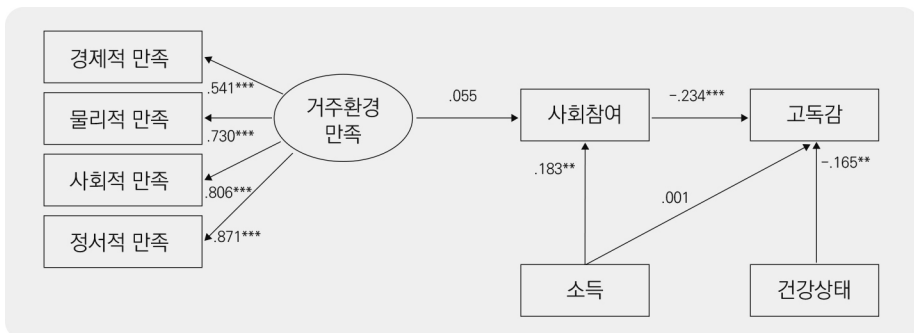 경제적 만족
.541***
물리적 만족
.730***
사회적 만족
.806***
정서적 만족
.871***
거주환경
만족
.055
사회참여
-.234***
고독감
.183**
.001
-.165**
소득
건강상태